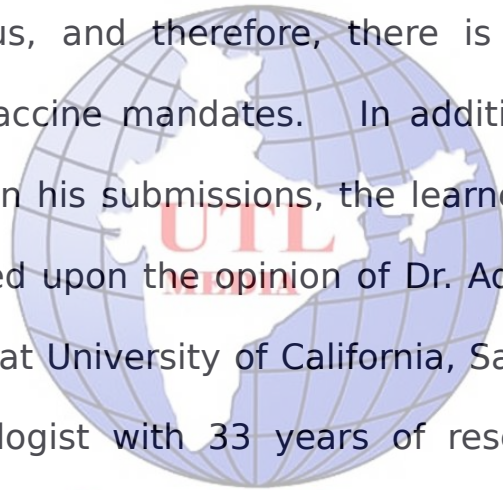 us, and therefore, there is
accine mandates. In additi
n his submissions, the learne
UTL
ed upon the opinion of Dr. Ad
MEDIA
at University of California, Sa
logist with 33 years of rese